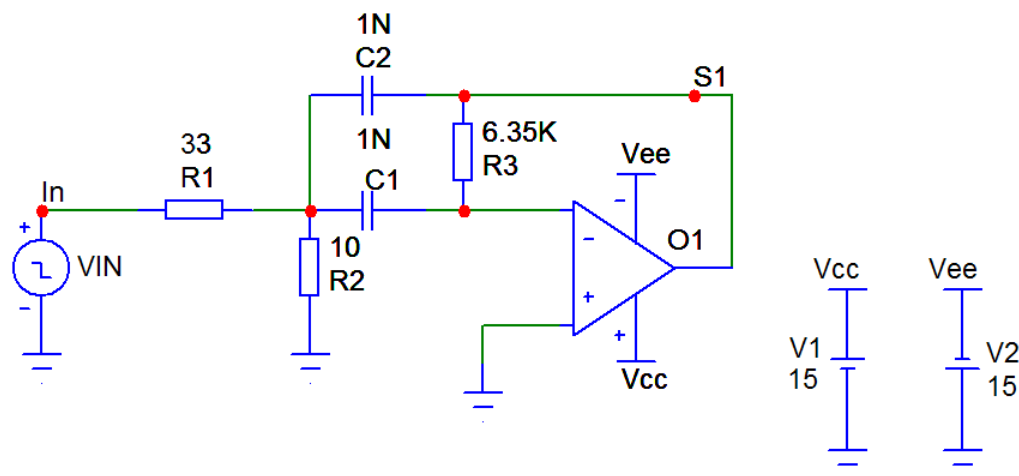 1N
C2
S1
1N
6.35K
R3
C1
Vee
-
33
R1
In
+
VIN
-
10
R2
-
+
O1
+
Vcc
Vcc
V1
15
Vee
V2
15